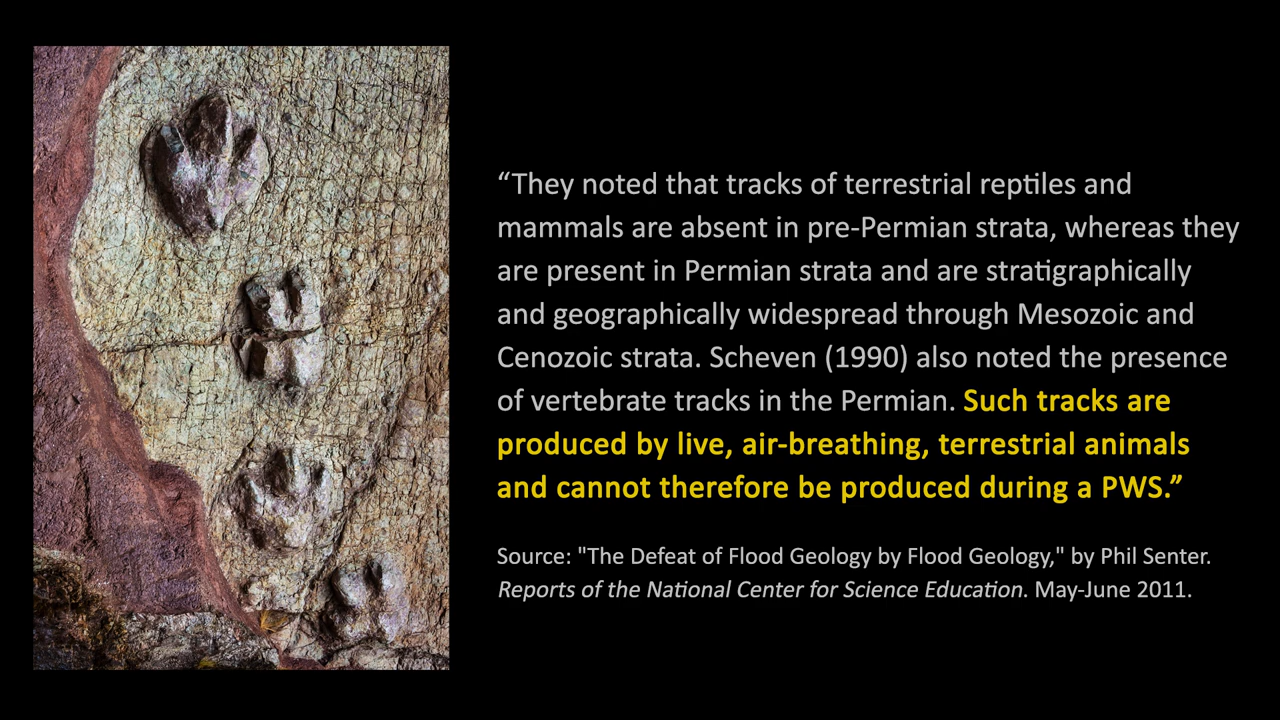 “They noted that tracks of terrestrial reptiles and
mammals are absent in pre-Permian strata, whereas they
are present in Permian strata and are stratigraphically
and geographically widespread through Mesozoic and
Cenozoic strata. Scheven (1990) also noted the presence
of vertebrate tracks in the Permian. Such tracks are
produced by live, air-breathing, terrestrial animals
and cannot therefore be produced during a PWS.”
Source: "The Defeat of Flood Geology by Flood Geology," by Phil Senter.
Reports of the National Center for Science Education. May-June 2011.